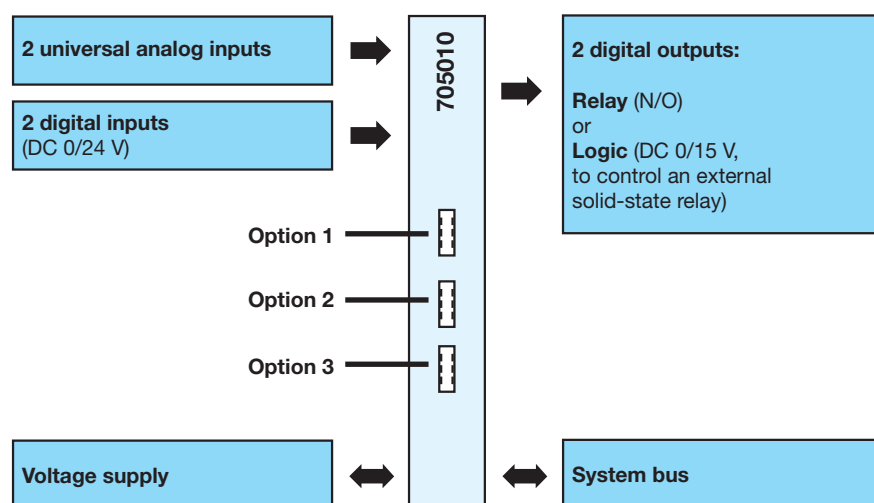 2 universal analog inputs
2 digital inputs
(DC 0/24 V)
705010
2 digital outputs:
Relay (N/O)
or
Logic (DC 0/15 V,
to control an external
solid-state relay)
Option 1
Option 2
Option 3
Voltage supply
System bus